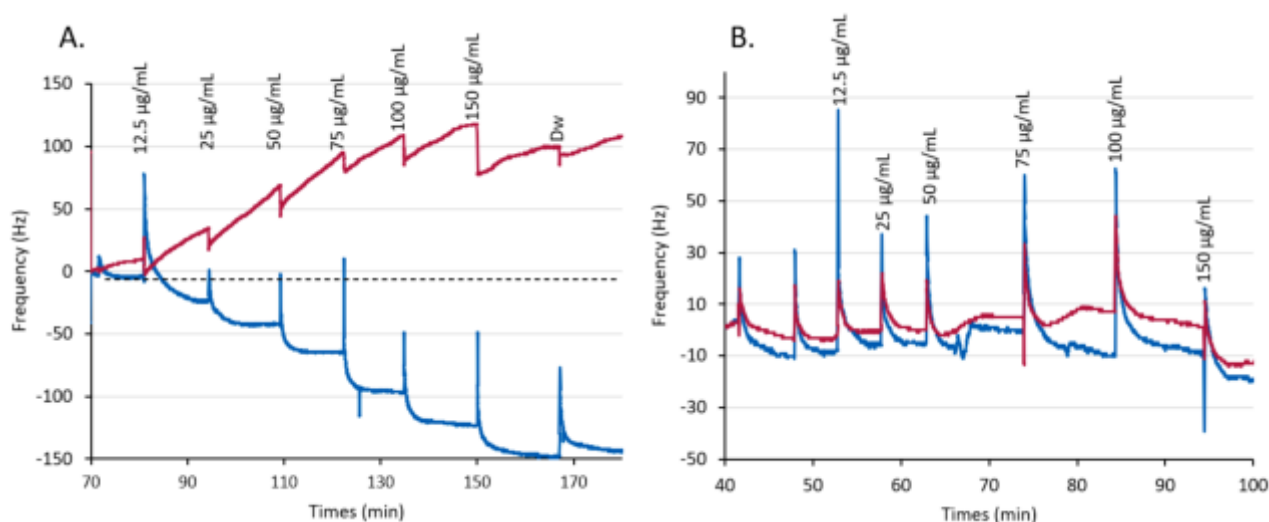 A.
150
100
50
0
-50
-100
-150
Frequency (Hz)
12.5 µg/mL
25 µg/mL
50 µg/mL
75 µg/mL
100 µg/mL
150 µg/mL
Dw
70
90
110
130
150
170
Times (min)
B.
90
70
50
30
10
-10
-30
-50
Frequency (Hz)
12.5 µg/mL
25 µg/mL
50 µg/mL
75 µg/mL
100 µg/mL
150 µg/mL
40
50
60
70
80
90
100
Times (min)